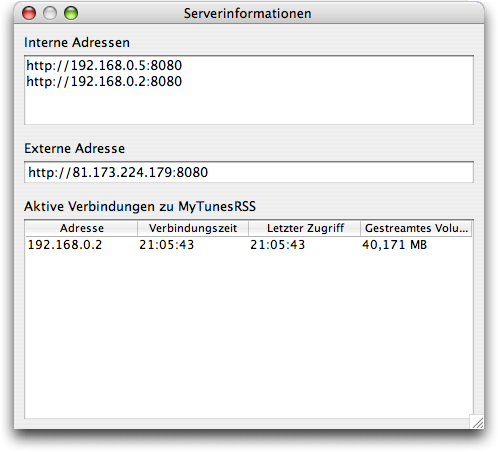 Serverinformationen
Interne Adressen
http://192.168.0.5:8080
http://192.168.0.2:8080
Externe Adresse
http://81.173.224.179:8080
Aktive Verbindungen zu MyTunesRSS
Adresse Verbindungszeit Letzter Zugriff Gestreamtes Volu...
192.168.0.2 21:05:43 21:05:43 40,171 MB